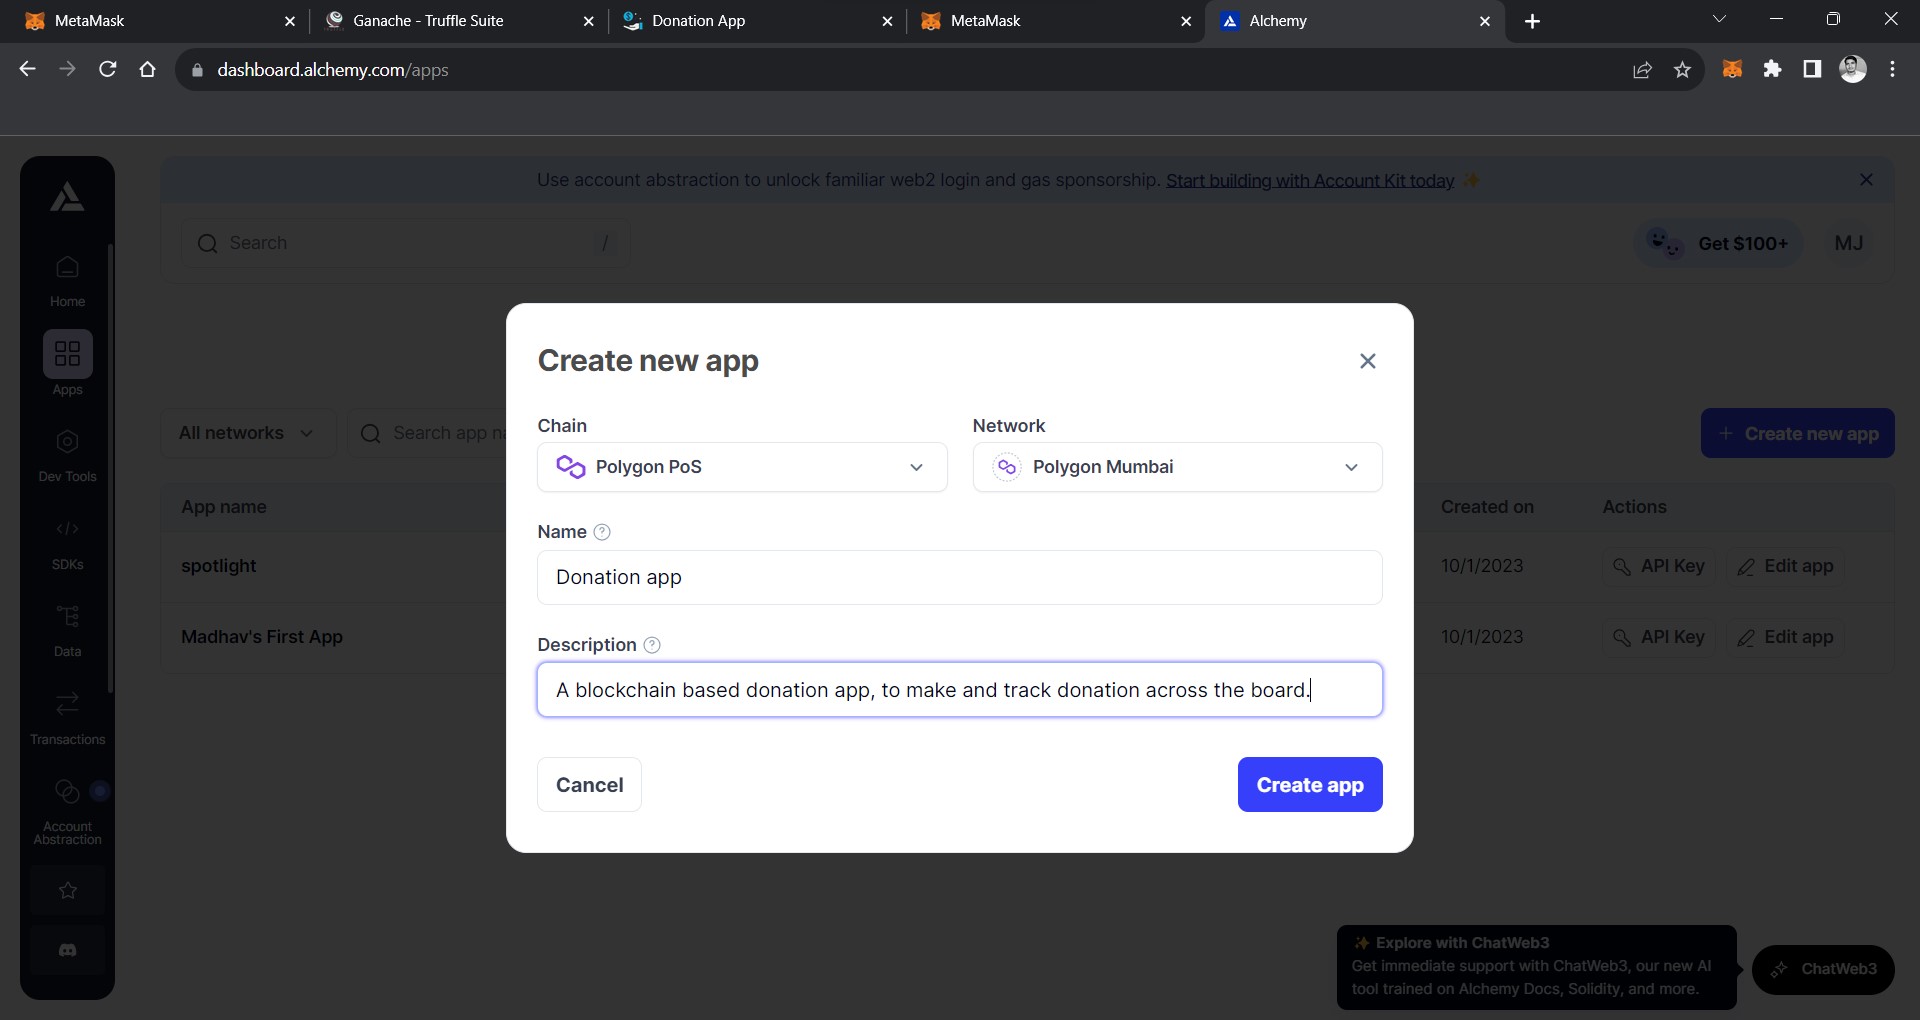 MetaMask
Ganache - Truffle Suite
Donation App
MetaMask
Alchemy
dashboard.alchemy.com/apps
Use account abstraction to unlock familiar web2 login and gas sponsorship. Start building with Account Kit today
Search /
Get $100+
MJ
Home
Apps
Dev Tools
SDKs
Data
Transactions
Account
Abstraction
All networks
Search app na
Create new app
App name
Created on
Actions
spotlight
10/1/2023
API Key
Edit app
Madhav's First App
10/1/2023
API Key
Edit app
Create new app
Chain
Network
Polygon PoS
Polygon Mumbai
Name
Donation app
Description
A blockchain based donation app, to make and track donation across the board.
Cancel
Create app
Explore with ChatWeb3
Get immediate support with ChatWeb3, our new AI
tool trained on Alchemy Docs, Solidity, and more.
ChatWeb3